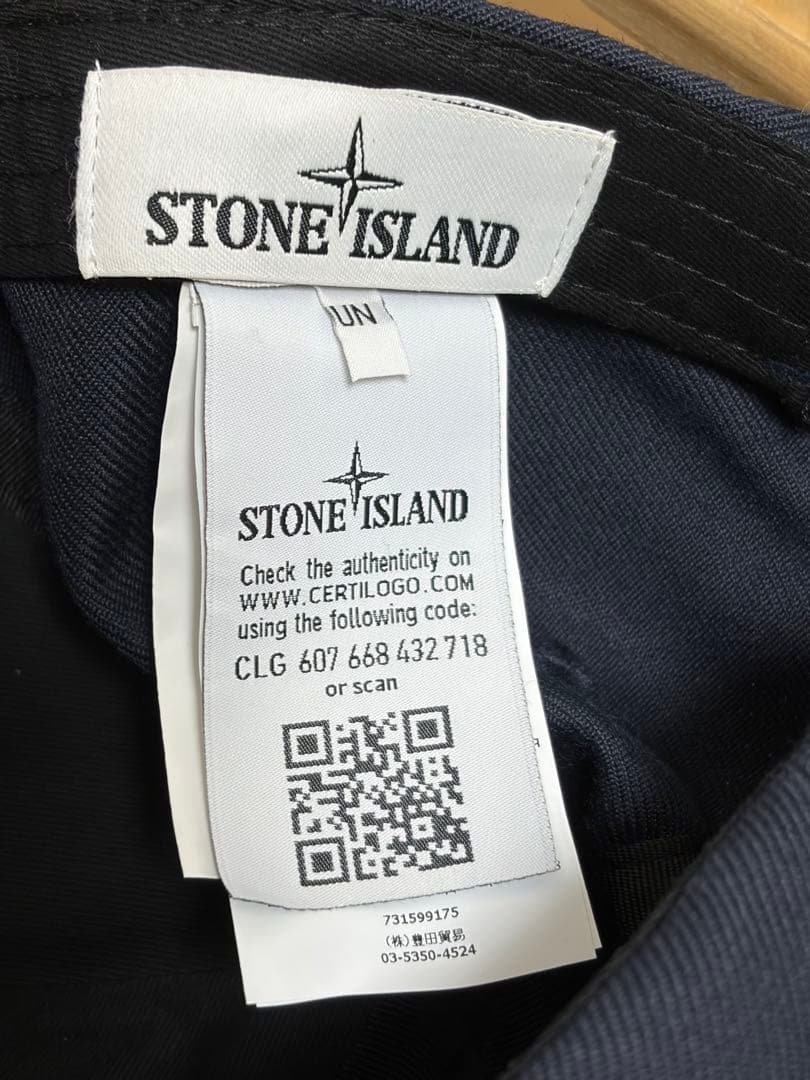 STONE ISLAND
UN
STONE ISLAND
Check the authenticity on
WWW.CERTILOGO.COM
using the following code:
CLG 607 668 432 718
or scan
731599175
(株)豊田貿易
03-5350-4524